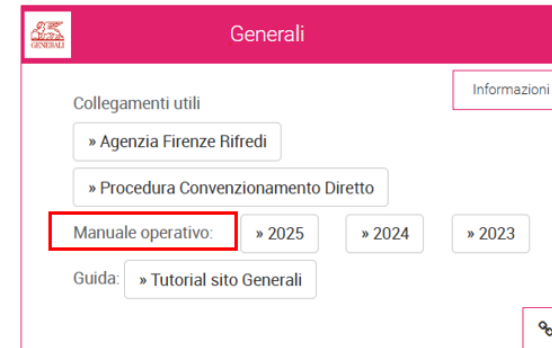 GENERALI
Generali
Informazioni
Collegamenti utili
» Agenzia Firenze Rifredi
» Procedura Convenzionamento Diretto
Manuale operativo: » 2025 » 2024 » 2023
Guida: » Tutorial sito Generali